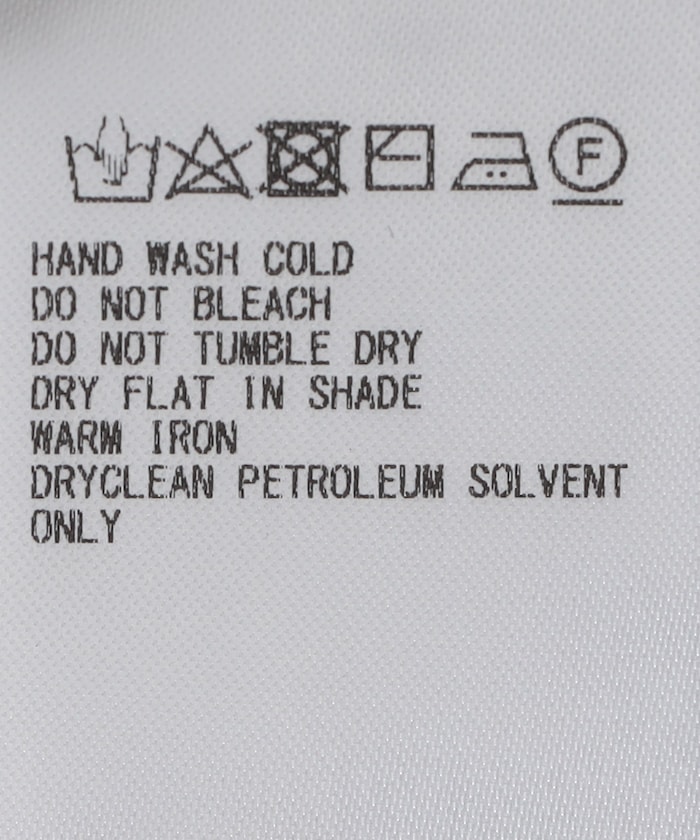 F
HAND WASH COLD
DO NOT BLEACH
DO NOT TUMBLE DRY
DRY FLAT IN SHADE
WARM IRON
DRYCLEAN PETROLEUM SOLVENT
ONLY